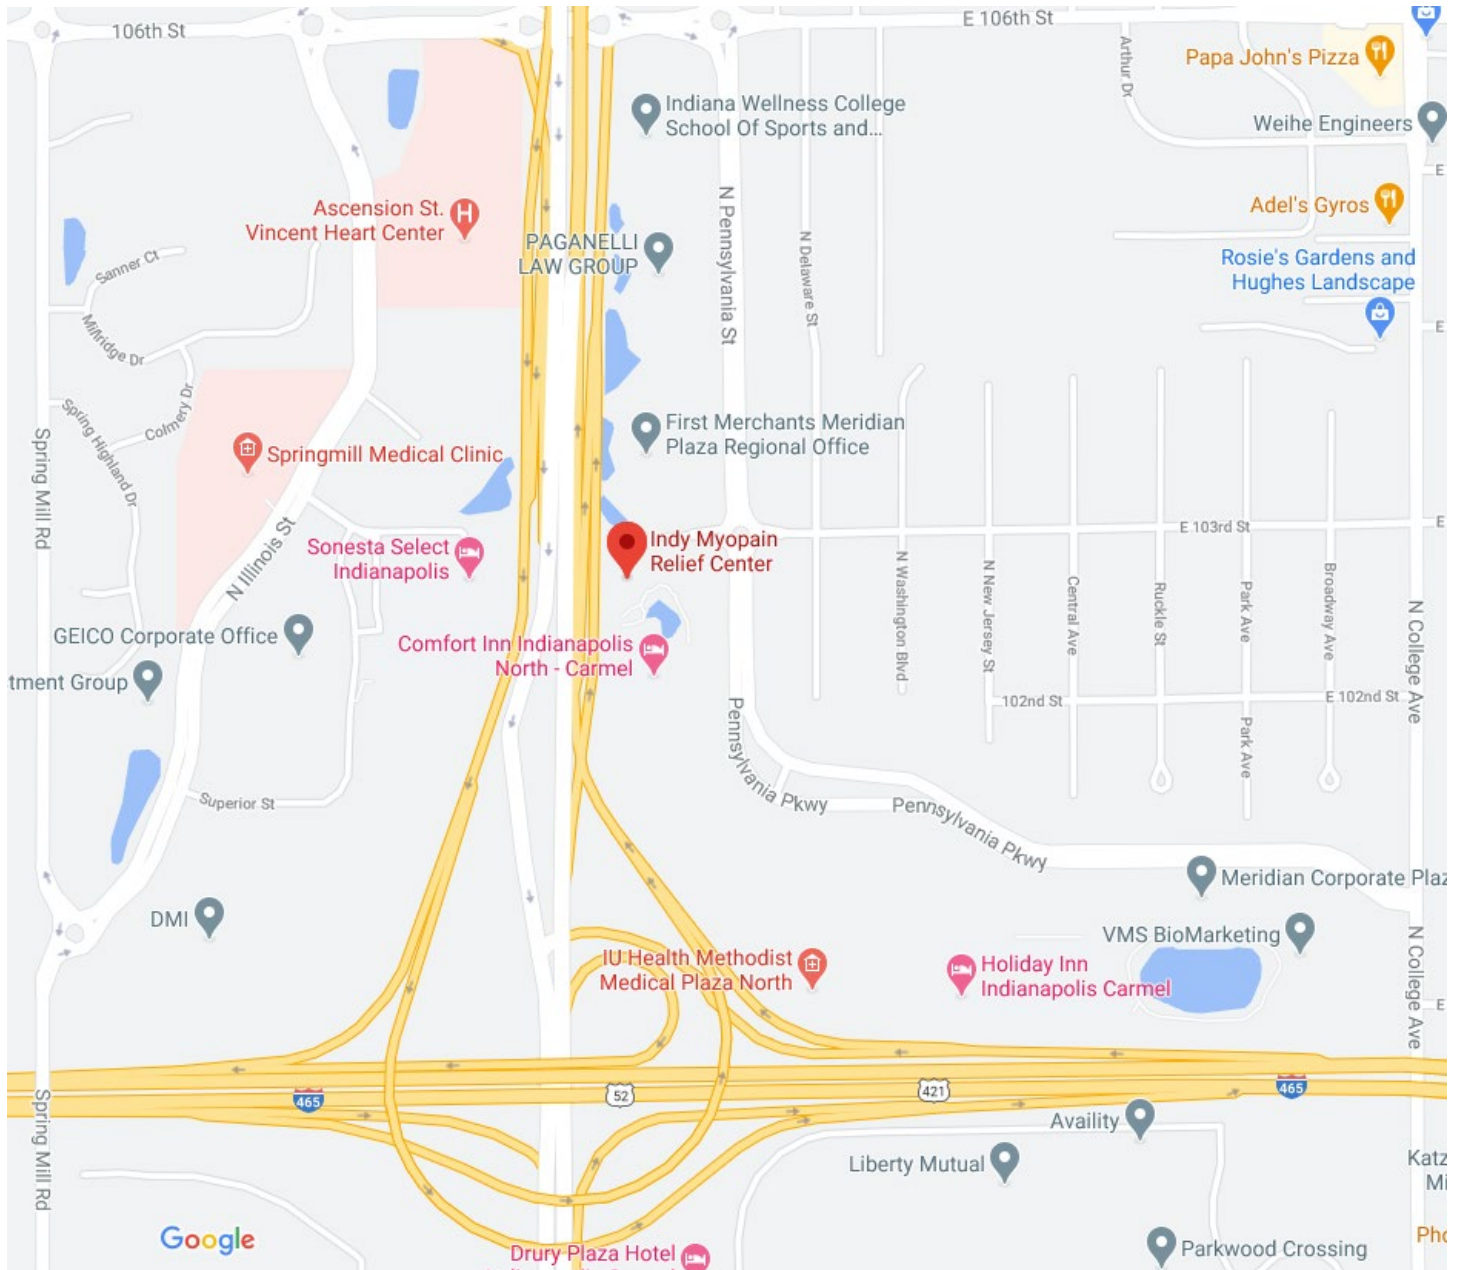 106th St
E 106th St
Arthur Dr
Papa John's Pizza
Indiana Wellness College
School Of Sports and...
Weihe Engineers
E
Ascension St.
Vincent Heart Center
N Pennsylvania St
Adel's Gyros
PAGANELLI
LAW GROUP
N Delaware St
Rosie's Gardens and
Hughes Landscape
Sanner Ct
Millridge Dr
E
Colmery Dr
Spring Highland Dr
First Merchants Meridian
Plaza Regional Office
Springmill Medical Clinic
Spring Mill Rd
N Illinois St
E 103rd St
E
Sonesta Select
Indianapolis
Indy Myopain
Relief Center
N Washington Blvd
N New Jersey St
Central Ave
Ruckle St
Park Ave
Broadway Ave
N College Ave
GEICO Corporate Office
Comfort Inn Indianapolis
North - Carmel
tment Group
102nd St
E 102nd St
Park Ave
Pennsylvania Pkwy
Superior St
Pennsylvania Pkwy
Meridian Corporate Plaz
DMI
VMS BioMarketing
IU Health Methodist
Medical Plaza North
Holiday Inn
Indianapolis Carmel
N College Ave
E
465
52
421
465
Spring Mill Rd
Availity
Liberty Mutual
Katz
Mi
Google
Drury Plaza Hotel
Parkwood Crossing
Pho